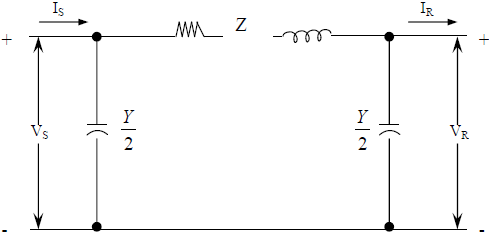 I_S I_R
+ Z +
V_S Y/2 Y/2 V_R
- -